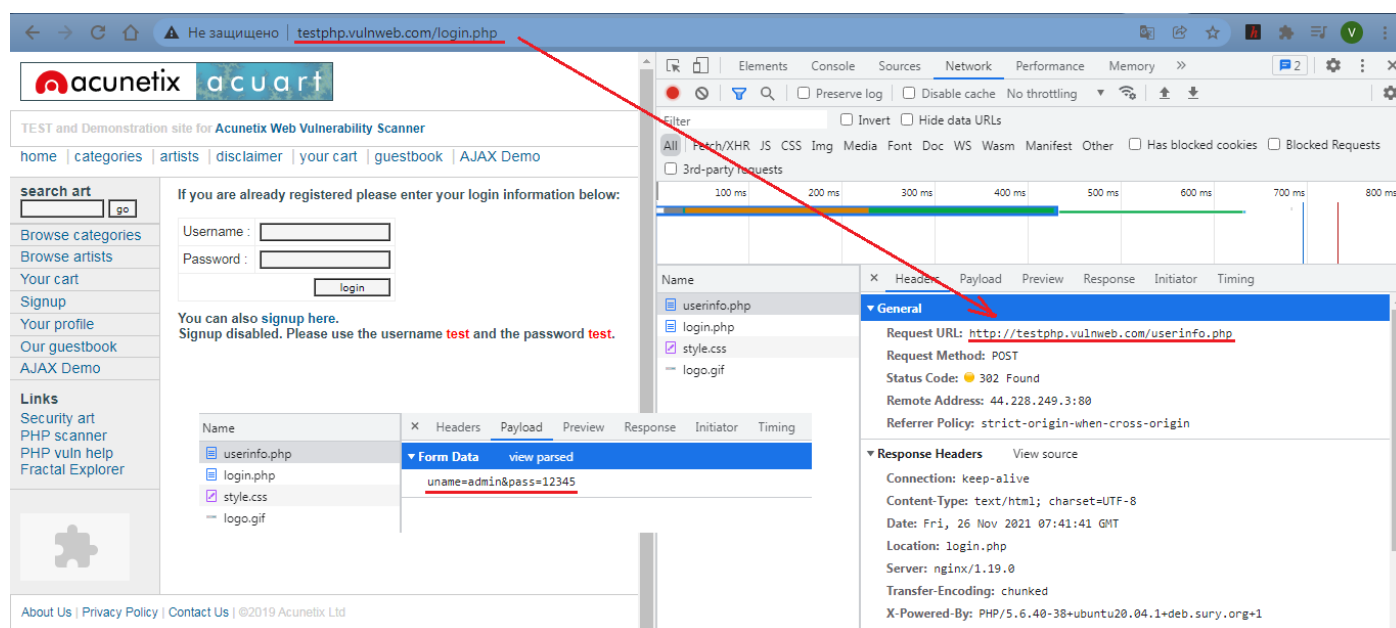 Не защищено testphp.vulnweb.com/login.php
V
acunetix acuart
TEST and Demonstration site for Acunetix Web Vulnerability Scanner
home | categories | artists | disclaimer | your cart | guestbook | AJAX Demo
search art
go
Browse categories
Browse artists
Your cart
Signup
Your profile
Our guestbook
AJAX Demo
Links
Security art
PHP scanner
PHP vuln help
Fractal Explorer
If you are already registered please enter your login information below:
Username :
Password :
login
You can also signup here.
Signup disabled. Please use the username test and the password test.
Name
userinfo.php
login.php
style.css
logo.gif
× Headers Payload Preview Response Initiator Timing
▼ Form Data view parsed
uname=admin&pass=12345
About Us | Privacy Policy | Contact Us | ©2019 Acunetix Ltd
Elements Console Sources Network Performance Memory » 2
Preserve log Disable cache No throttling
Filter Invert Hide data URLs
All Fetch/XHR JS CSS Img Media Font Doc WS Wasm Manifest Other Has blocked cookies Blocked Requests
3rd-party requests
100 ms 200 ms 300 ms 400 ms 500 ms 600 ms 700 ms 800 ms
Name
userinfo.php
login.php
style.css
logo.gif
× Headers Payload Preview Response Initiator Timing
▼ General
Request URL: http://testphp.vulnweb.com/userinfo.php
Request Method: POST
Status Code: 302 Found
Remote Address: 44.228.249.3:80
Referrer Policy: strict-origin-when-cross-origin
▼ Response Headers View source
Connection: keep-alive
Content-Type: text/html; charset=UTF-8
Date: Fri, 26 Nov 2021 07:41:41 GMT
Location: login.php
Server: nginx/1.19.0
Transfer-Encoding: chunked
X-Powered-By: PHP/5.6.40-38+ubuntu20.04.1+deb.sury.org+1